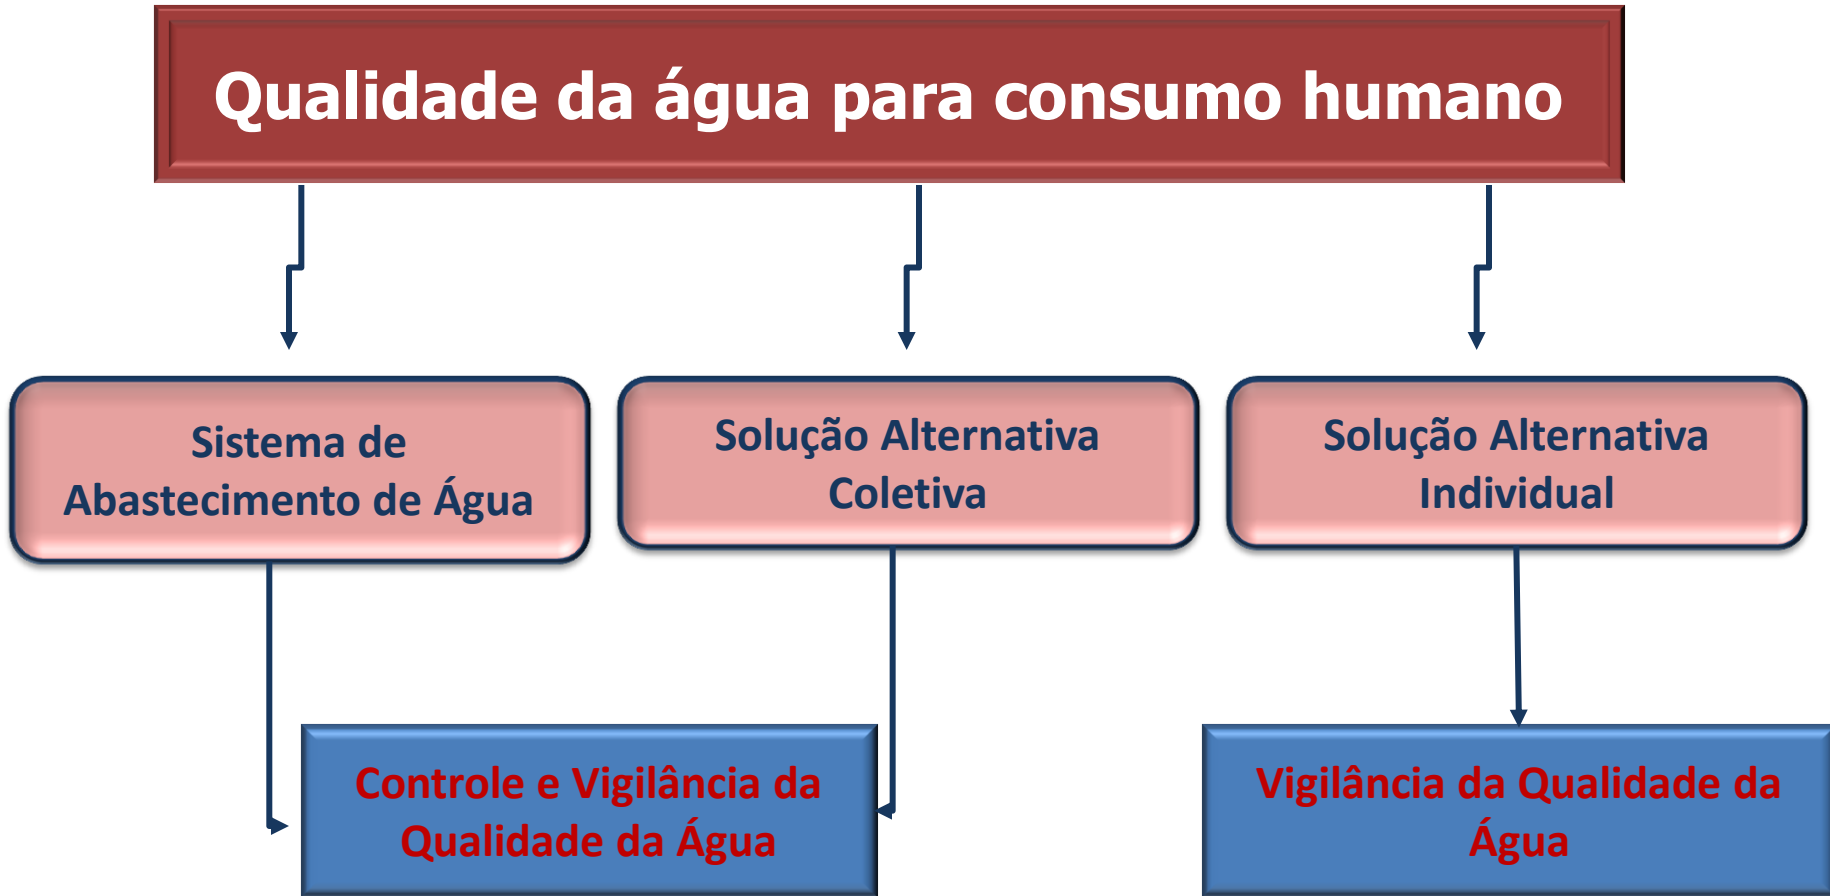 Qualidade da água para consumo humano
Sistema de
Abastecimento de Água
Solução Alternativa
Coletiva
Solução Alternativa
Individual
Controle e Vigilância da
Qualidade da Água
Vigilância da Qualidade da
Água